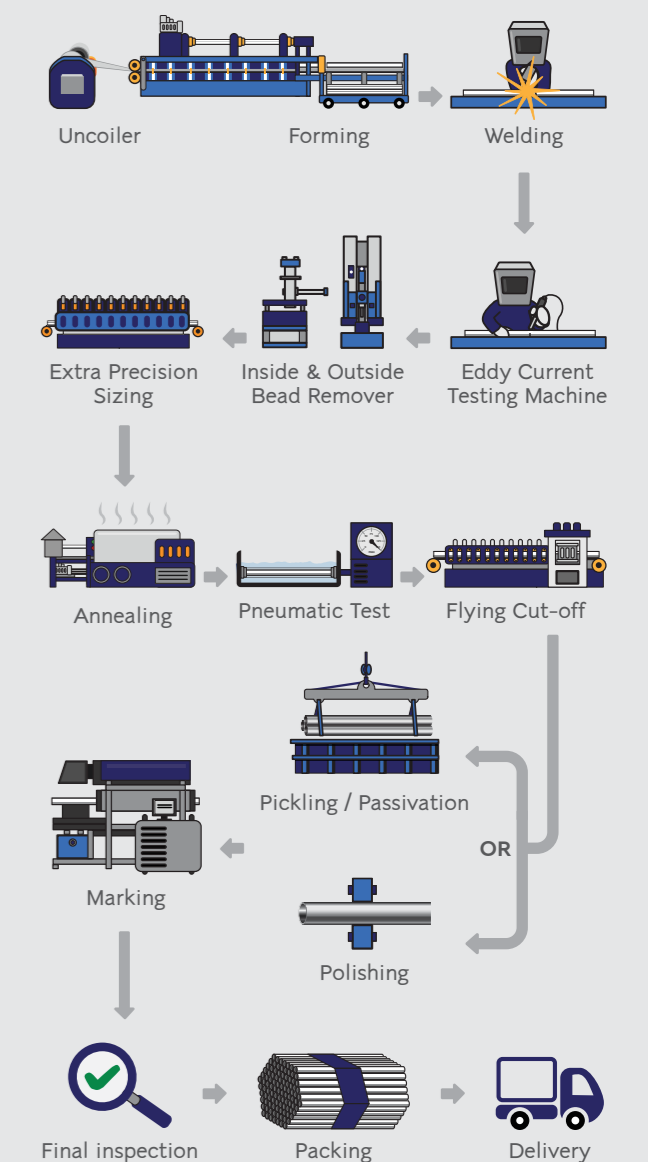 Uncoiler
Forming
Welding
Eddy Current
Testing Machine
Inside & Outside
Bead Remover
Extra Precision
Sizing
Annealing
Pneumatic Test
Flying Cut-off
Pickling / Passivation
OR
Polishing
Marking
Final inspection
Packing
Delivery